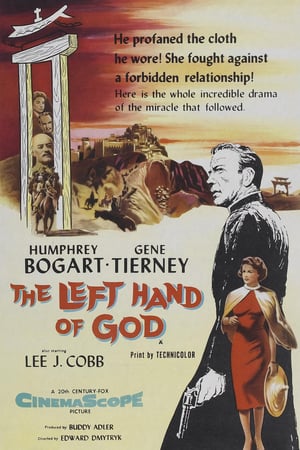 He profaned the cloth
he wore! She fought against
a forbidden relationship!
Here is the whole incredible drama
of the miracle that followed.
HUMPHREY GENE
BOGART · TIERNEY
THE LEFT HAND
OF GOD
also starring
LEE J. COBB
Print by TECHNICOLOR
A 20th CENTURY-FOX
CINEMASCOPE
PICTURE
Produced by BUDDY ADLER
Directed by EDWARD DMYTRYK